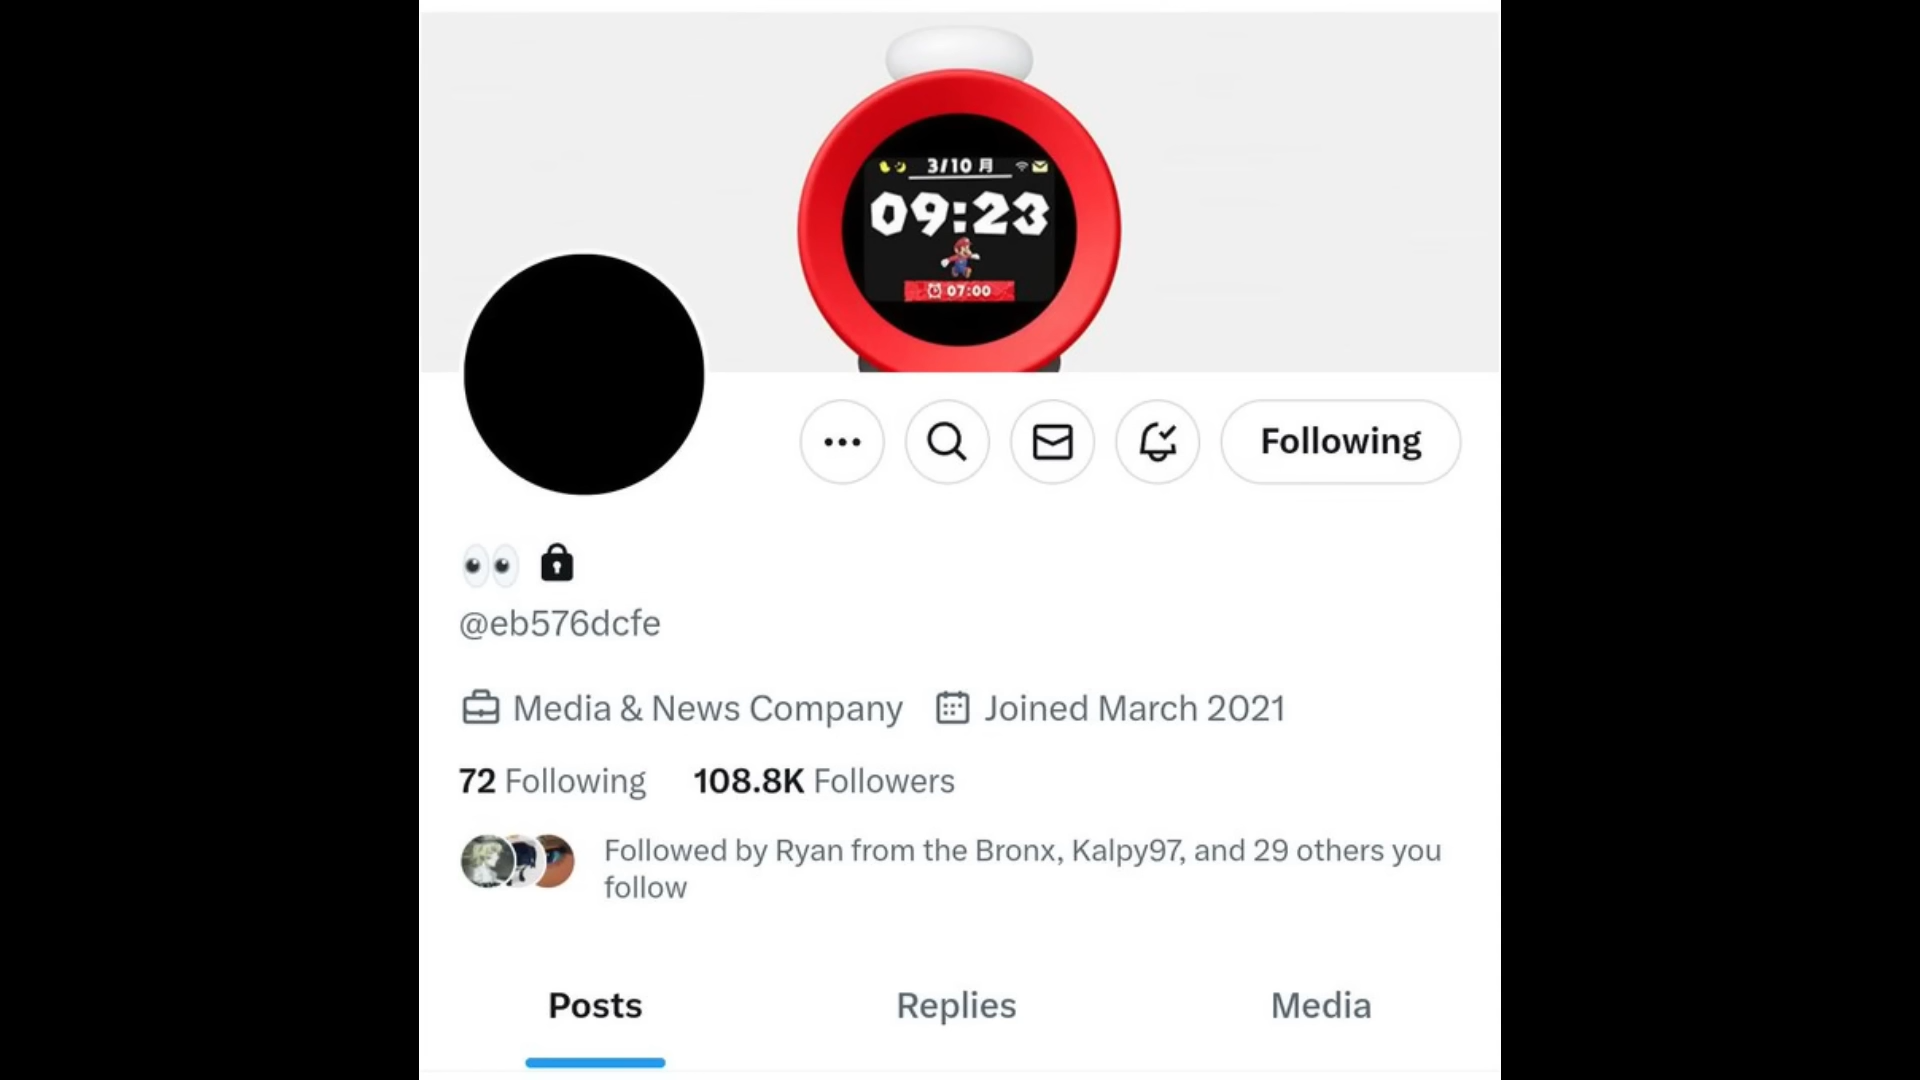 3/10 月
09:23
07:00
Following
👀
@eb576dcfe
Media & News Company Joined March 2021
72 Following 108.8K Followers
Followed by Ryan from the Bronx, Kalpy97, and 29 others you
follow
Posts Replies Media